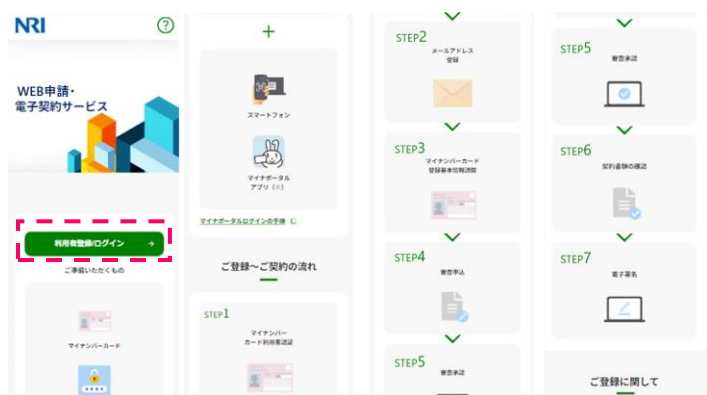 NRI
?
WEB申請・
電子契約サービス
利用者登録/ログイン →
ご準備いただくもの
マイナンバーカード
+
スマートフォン
マイナポータル
アプリ（※）
マイナポータルログインの手順
ご登録～ご契約の流れ
STEP1
マイナンバー
カード利用者認証
STEP2
メールアドレス
登録
STEP3
マイナンバーカード
登録基本情報読取
STEP4
審査申込
STEP5
審査承認
STEP5
審査承認
STEP6
契約書類の確認
STEP7
電子署名
ご登録に関して